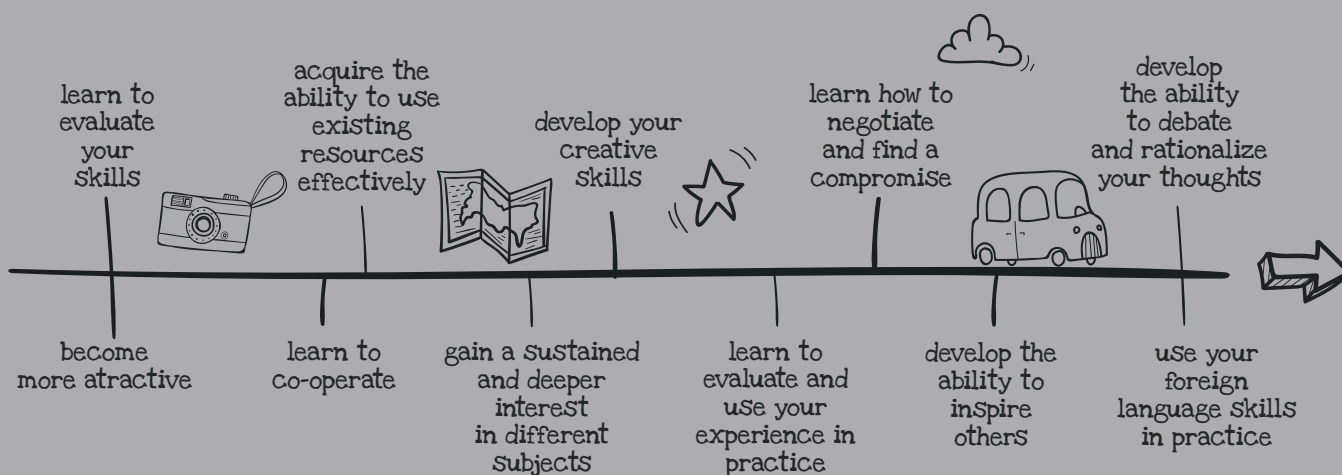 learn to
evaluate
your
skills
acquire the
ability to use
existing
resources
effectively
develop your
creative
skills
learn how to
negotiate
and find a
compromise
develop
the ability
to debate
and rationalize
your thoughts
become
more atractive
learn to
co-operate
gain a sustained
and deeper
interest
in different
subjects
learn to
evaluate and
use your
experience in
practice
develop the
ability to
inspire
others
use your
foreign
language skills
in practice